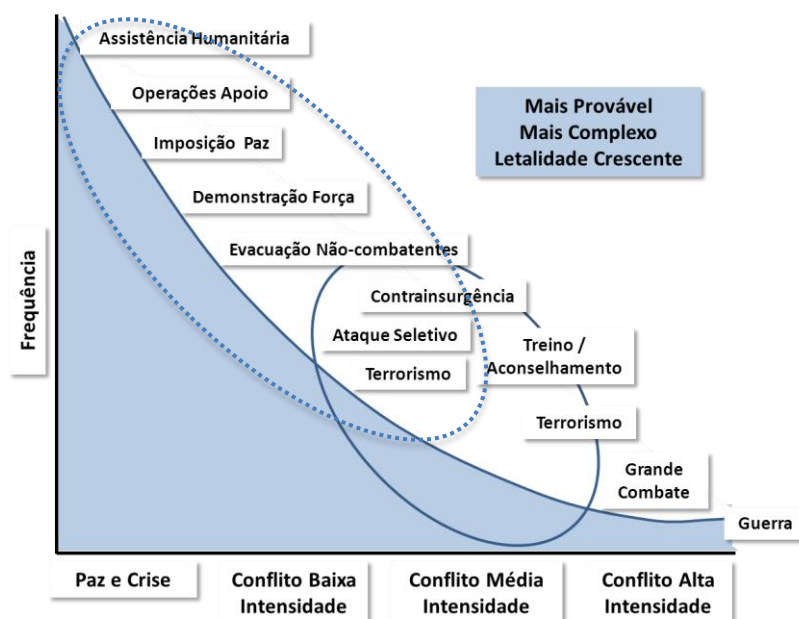 Assistência Humanitária
Operações Apoio
Imposição Paz
Demonstração Força
Evacuação Não-combatentes
Contrainsurgência
Ataque Seletivo
Terrorismo
Treino /
Aconselhamento
Terrorismo
Grande
Combate
Guerra
Mais Provável
Mais Complexo
Letalidade Crescente
Frequência
Paz e Crise
Conflito Baixa
Intensidade
Conflito Média
Intensidade
Conflito Alta
Intensidade